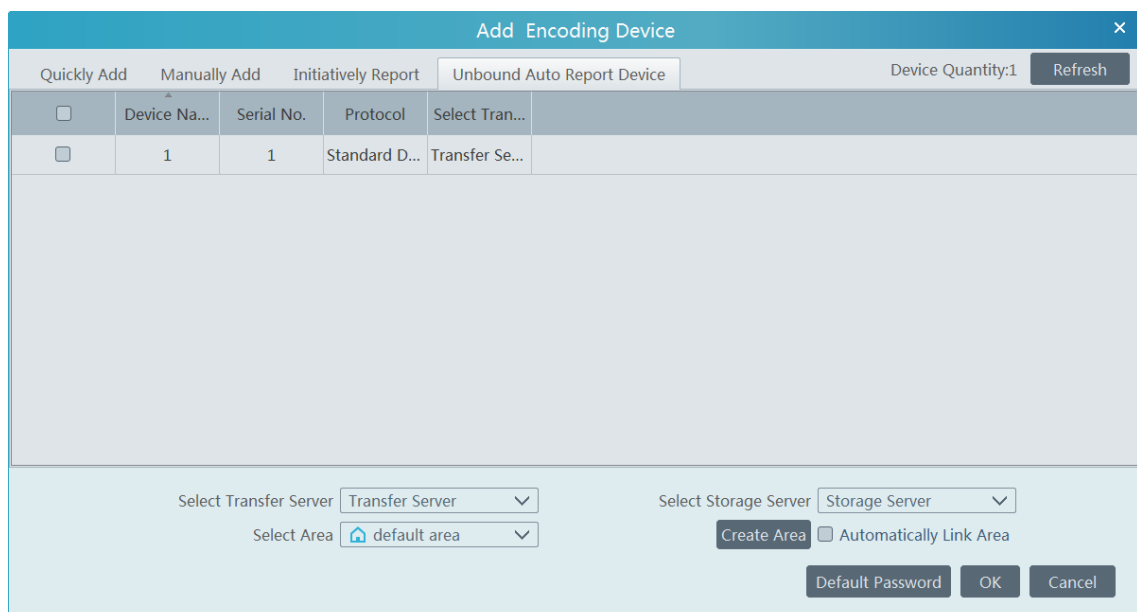 Add Encoding Device
Quickly Add Manually Add Initiatively Report Unbound Auto Report Device Device Quantity:1 Refresh
Device Na... Serial No. Protocol Select Tran...
1 1 Standard D... Transfer Se...
Select Transfer Server Transfer Server Select Storage Server Storage Server
Select Area default area Create Area Automatically Link Area
Default Password OK Cancel